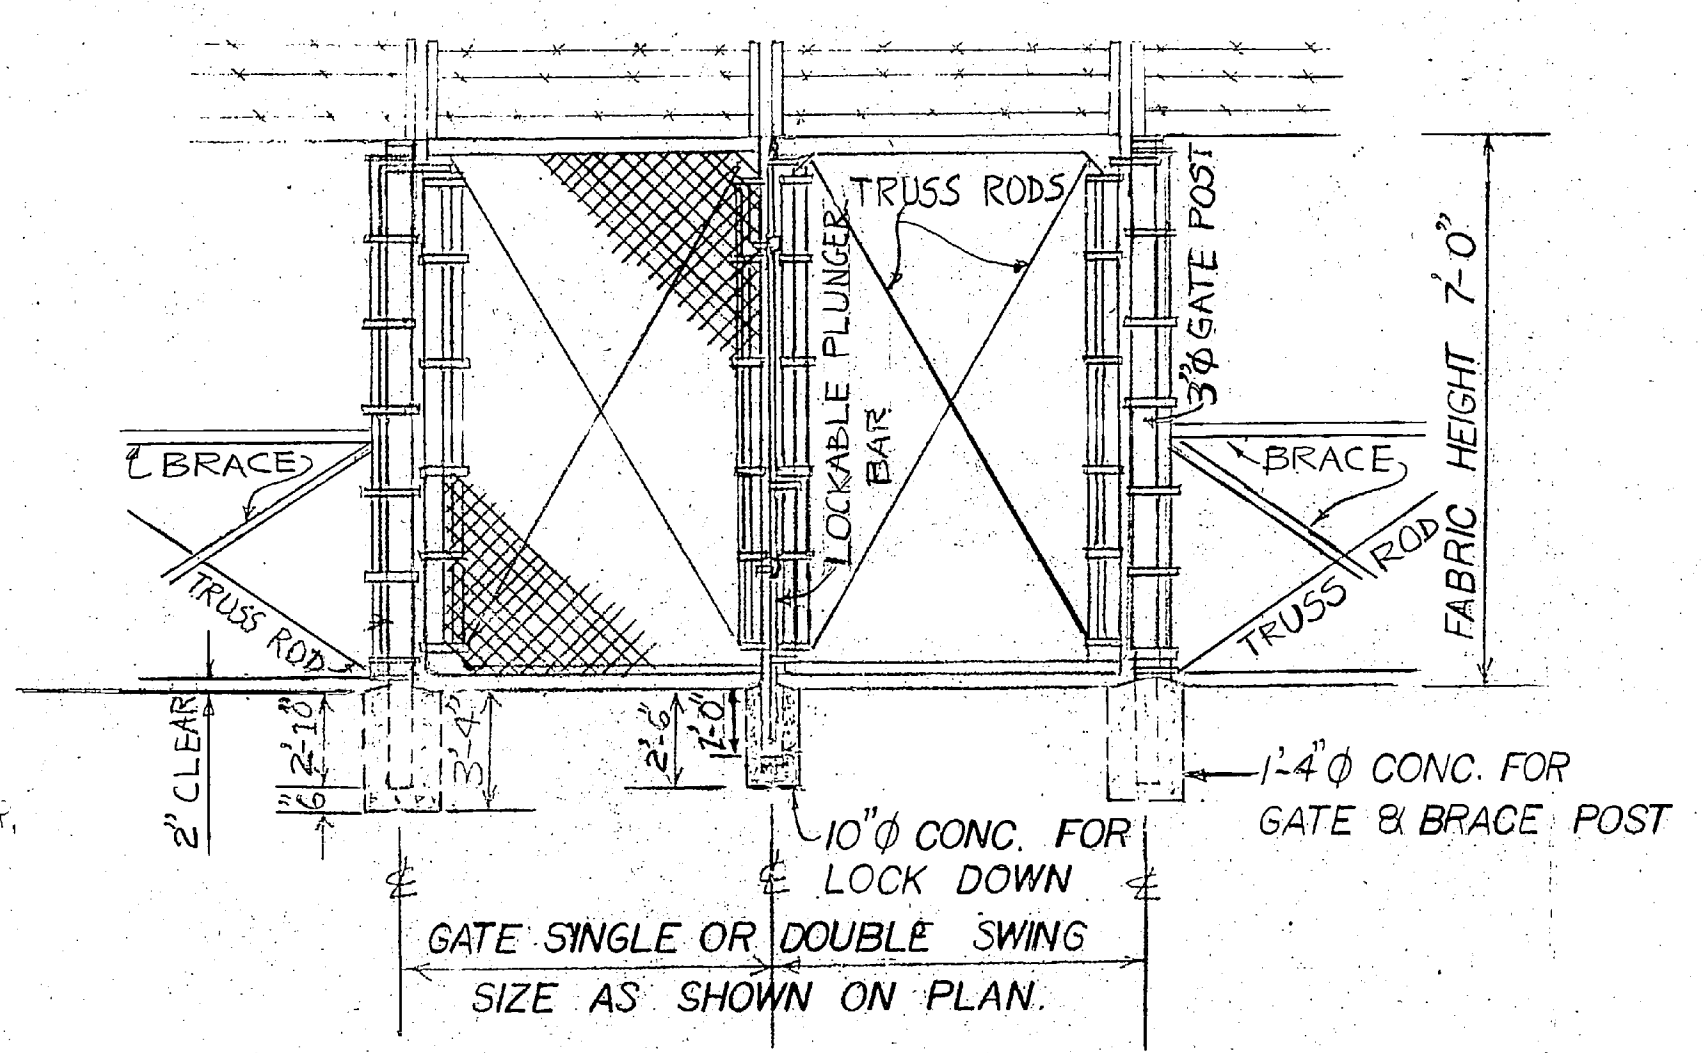 TRUSS RODS
3"Ø GATE POST
FABRIC HEIGHT 7'-0"
LOCKABLE PLUNGER
BAR.
BRACE
BRACE
TRUSS ROD
TRUSS ROD
2" CLEAR
2'-10"
6"
3'-4"
2'-6"
1'-0"
1'-4"Ø CONC. FOR
GATE & BRACE POST
10"Ø CONC. FOR
LOCK DOWN
℄
℄
℄
GATE SINGLE OR DOUBLE SWING
SIZE AS SHOWN ON PLAN.